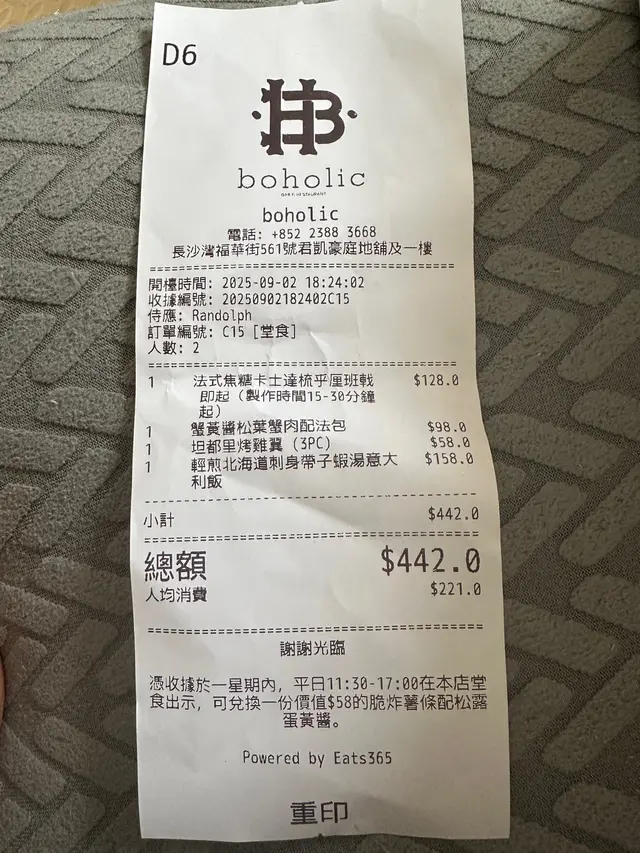 D6
HB
boholic
BAR & RESTAURANT
boholic
電話: +852 2388 3668
長沙灣福華街561號君凱豪庭地舖及一樓
開檯時間: 2025-09-02 18:24:02
收據編號: 20250902182402C15
侍應: Randolph
訂單編號: C15 [堂食]
人數: 2
1 法式焦糖卡士達梳乎厘班戟 $128.0
即起（製作時間15-30分鐘
起）
1 蟹黃醬松葉蟹肉配法包 $98.0
1 坦都里烤雞翼（3PC） $58.0
1 輕煎北海道刺身帶子蝦湯意大 $158.0
利飯
小計 $442.0
總額 $442.0
人均消費 $221.0
謝謝光臨
憑收據於一星期內, 平日11:30-17:00在本店堂
食出示, 可兌換一份價值$58的脆炸薯條配松露
蛋黃醬。
Powered by Eats365
重印